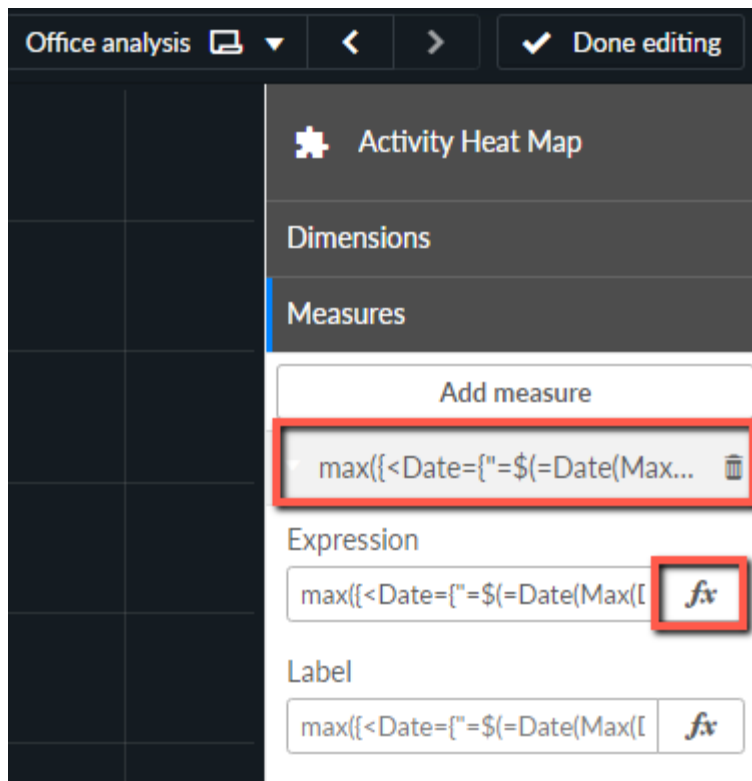 Office analysis
Done editing
Activity Heat Map
Dimensions
Measures
Add measure
max({<Date={"=$(=Date(Max...
Expression
max({<Date={"=$(=Date(Max([ fx
Label
max({<Date={"=$(=Date(Max([ fx